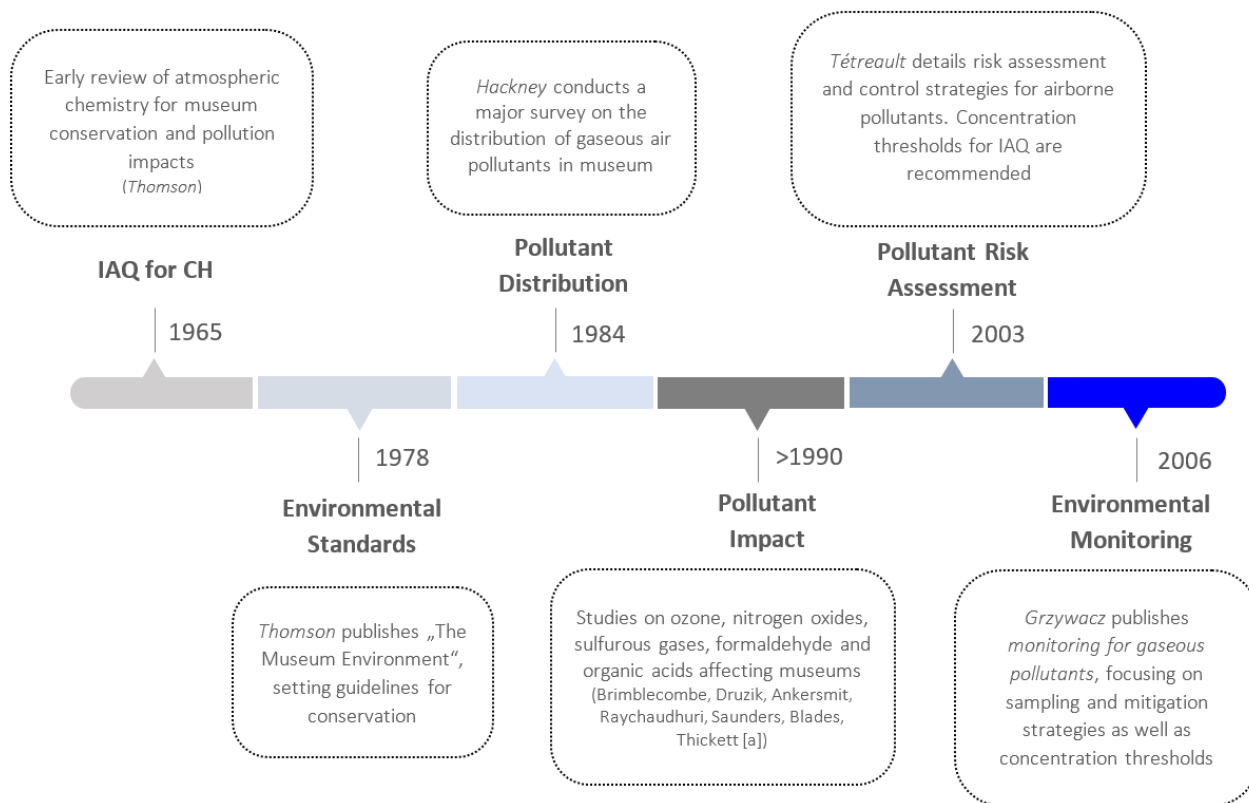 Early review of atmospheric
chemistry for museum
conservation and pollution
impacts
(Thomson)
IAQ for CH
1965
Hackney conducts a
major survey on the
distribution of gaseous air
pollutants in museum
Pollutant
Distribution
1984
Tétreault details risk assessment
and control strategies for airborne
pollutants. Concentration
thresholds for IAQ are
recommended
Pollutant Risk
Assessment
2003
1978
Environmental
Standards
Thomson publishes „The
Museum Environment“,
setting guidelines for
conservation
>1990
Pollutant
Impact
Studies on ozone, nitrogen oxides,
sulfurous gases, formaldehyde and
organic acids affecting museums
(Brimblecombe, Druzik, Ankersmit,
Raychaudhuri, Saunders, Blades,
Thickett [a])
2006
Environmental
Monitoring
Grzywacz publishes
monitoring for gaseous
pollutants, focusing on
sampling and mitigation
strategies as well as
concentration thresholds